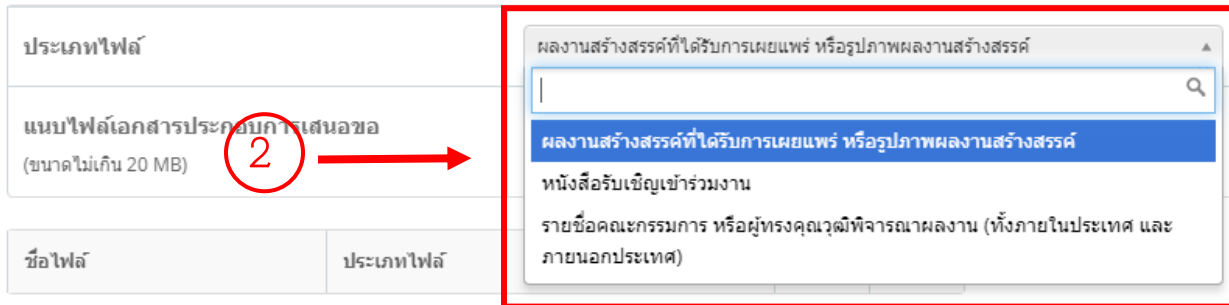 ประเภทไฟล์
ผลงานสร้างสรรค์ที่ได้รับการเผยแพร่ หรือรูปภาพผลงานสร้างสรรค์
แนบไฟล์เอกสารประกอบการเสนอขอ
(ขนาดไม่เกิน 20 MB)
2
ผลงานสร้างสรรค์ที่ได้รับการเผยแพร่ หรือรูปภาพผลงานสร้างสรรค์
หนังสือรับเชิญเข้าร่วมงาน
รายชื่อคณะกรรมการ หรือผู้ทรงคุณวุฒิพิจารณาผลงาน (ทั้งภายในประเทศ และ
ภายนอกประเทศ)
ชื่อไฟล์
ประเภทไฟล์